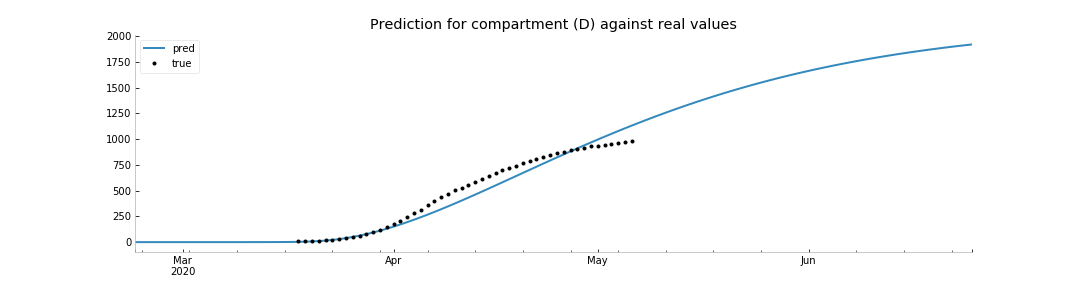 Prediction for compartment (D) against real values
2000
1750
1500
1250
1000
750
500
250
0
pred
true
Mar
2020
Apr
May
Jun